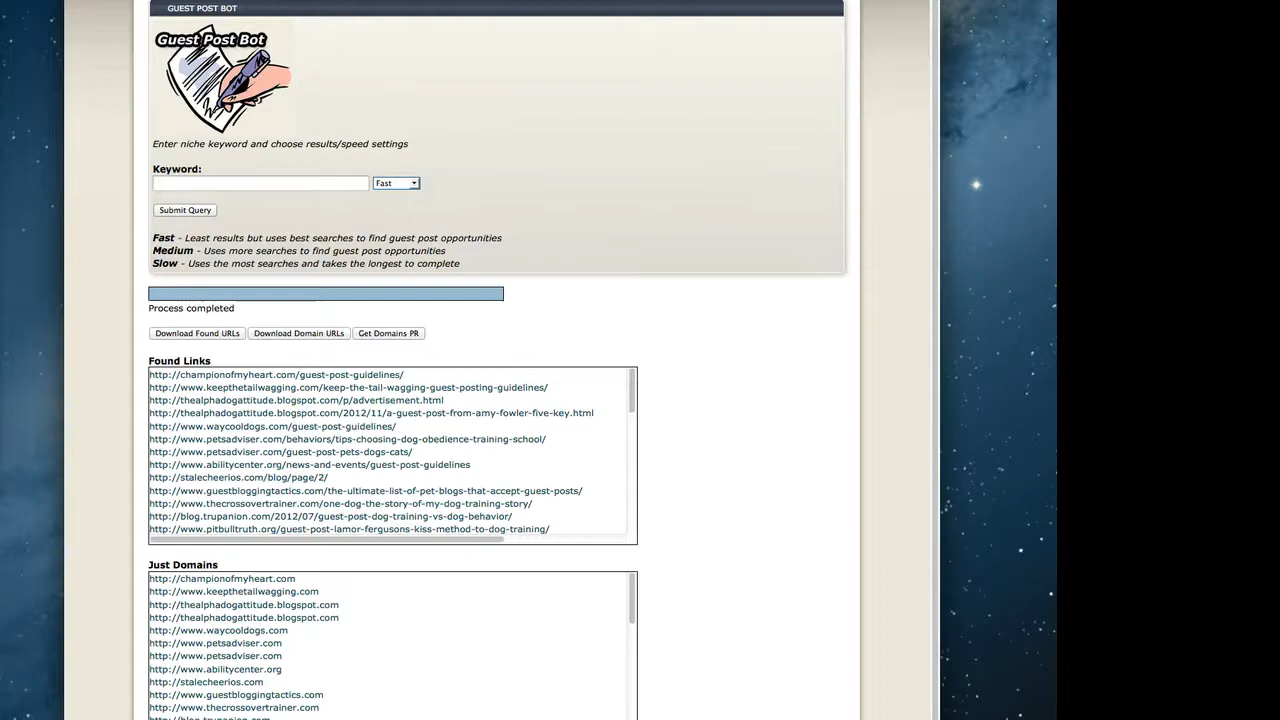 GUEST POST BOT
Guest Post Bot
Enter niche keyword and choose results/speed settings
Keyword:
Fast
Submit Query
Fast - Least results but uses best searches to find guest post opportunities
Medium - Uses more searches to find guest post opportunities
Slow - Uses the most searches and takes the longest to complete
Process completed
Download Found URLs Download Domain URLs Get Domains PR
Found Links
http://championofmyheart.com/guest-post-guidelines/
http://www.keepthetailwagging.com/keep-the-tail-wagging-guest-posting-guidelines/
http://thealphadogattitude.blogspot.com/p/advertisement.html
http://thealphadogattitude.blogspot.com/2012/11/a-guest-post-from-amy-fowler-five-key.html
http://www.waycooldogs.com/guest-post-guidelines/
http://www.petsadviser.com/behaviors/tips-choosing-dog-obedience-training-school/
http://www.petsadviser.com/guest-post-pets-dogs-cats/
http://www.abilitycenter.org/news-and-events/guest-post-guidelines
http://stalecheerios.com/blog/page/2/
http://www.guestbloggingtactics.com/the-ultimate-list-of-pet-blogs-that-accept-guest-posts/
http://www.thecrossovertrainer.com/one-dog-the-story-of-my-dog-training-story/
http://blog.trupanion.com/2012/07/guest-post-dog-training-vs-dog-behavior/
http://www.pitbulltruth.org/guest-post-lamor-fergusons-kiss-method-to-dog-training/
Just Domains
http://championofmyheart.com
http://www.keepthetailwagging.com
http://thealphadogattitude.blogspot.com
http://thealphadogattitude.blogspot.com
http://www.waycooldogs.com
http://www.petsadviser.com
http://www.petsadviser.com
http://www.abilitycenter.org
http://stalecheerios.com
http://www.guestbloggingtactics.com
http://www.thecrossovertrainer.com
http://blog.trupanion.com